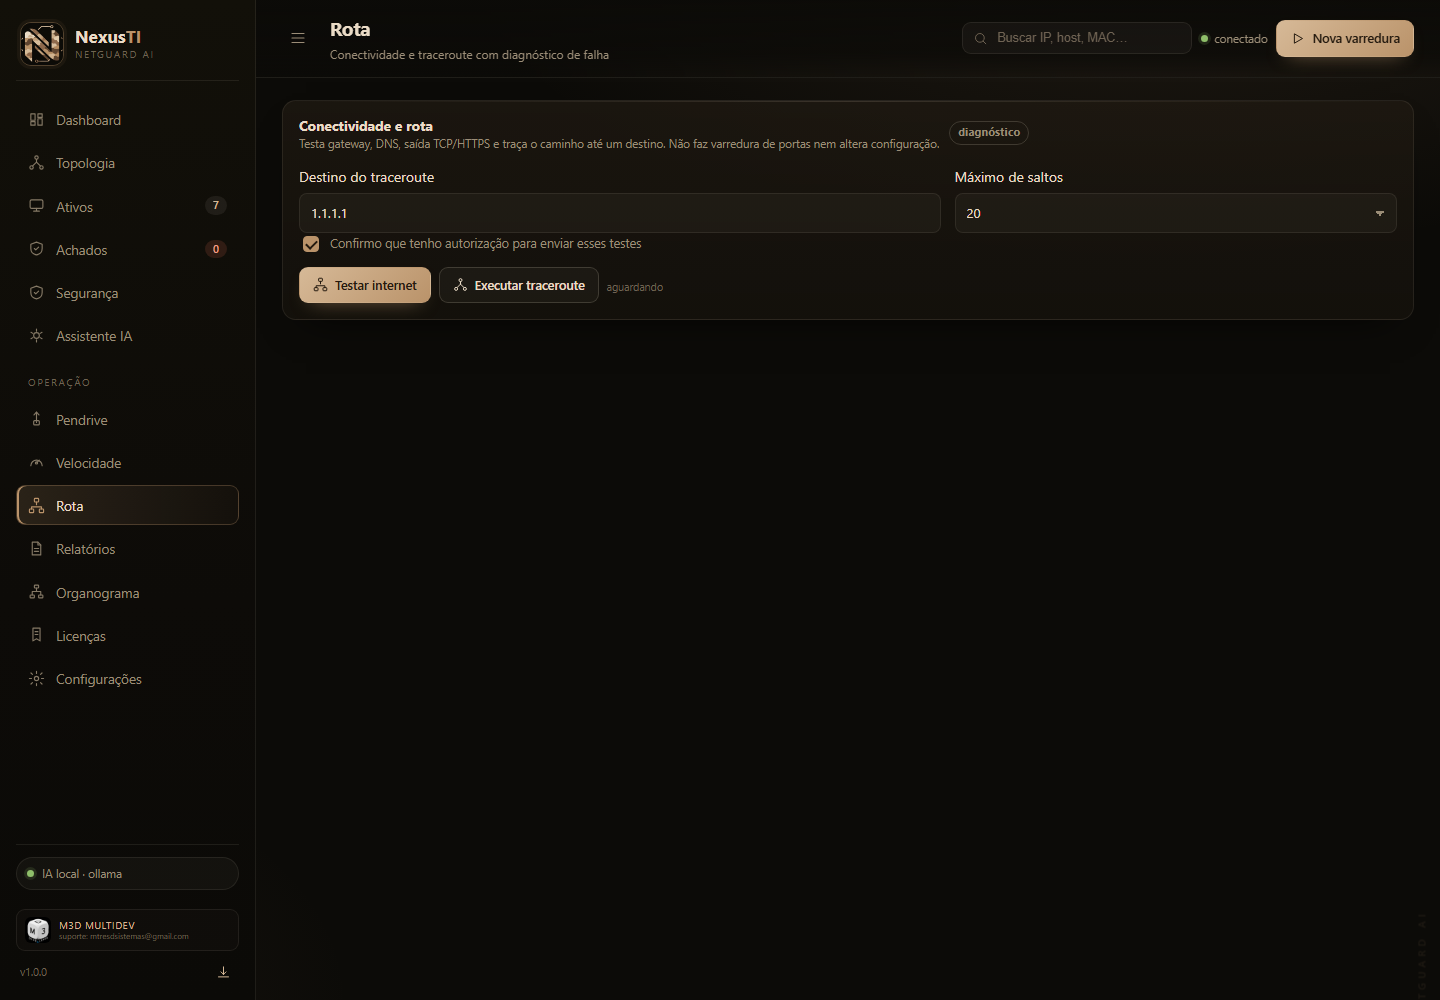 NexusTI
NETGUARD AI
Dashboard
Topologia
Ativos 7
Achados 0
Segurança
Assistente IA
OPERAÇÃO
Pendrive
Velocidade
Rota
Relatórios
Organograma
Licenças
Configurações
IA local · ollama
M3D MULTIDEV
suporte: mtresdsistemas@gmail.com
v1.0.0
Rota
Conectividade e traceroute com diagnóstico de falha
Buscar IP, host, MAC...
conectado
Nova varredura
Conectividade e rota
Testa gateway, DNS, saída TCP/HTTPS e traça o caminho até um destino. Não faz varredura de portas nem altera configuração.
diagnóstico
Destino do traceroute
1.1.1.1
Máximo de saltos
20
Confirmo que tenho autorização para enviar esses testes
Testar internet
Executar traceroute
aguardando